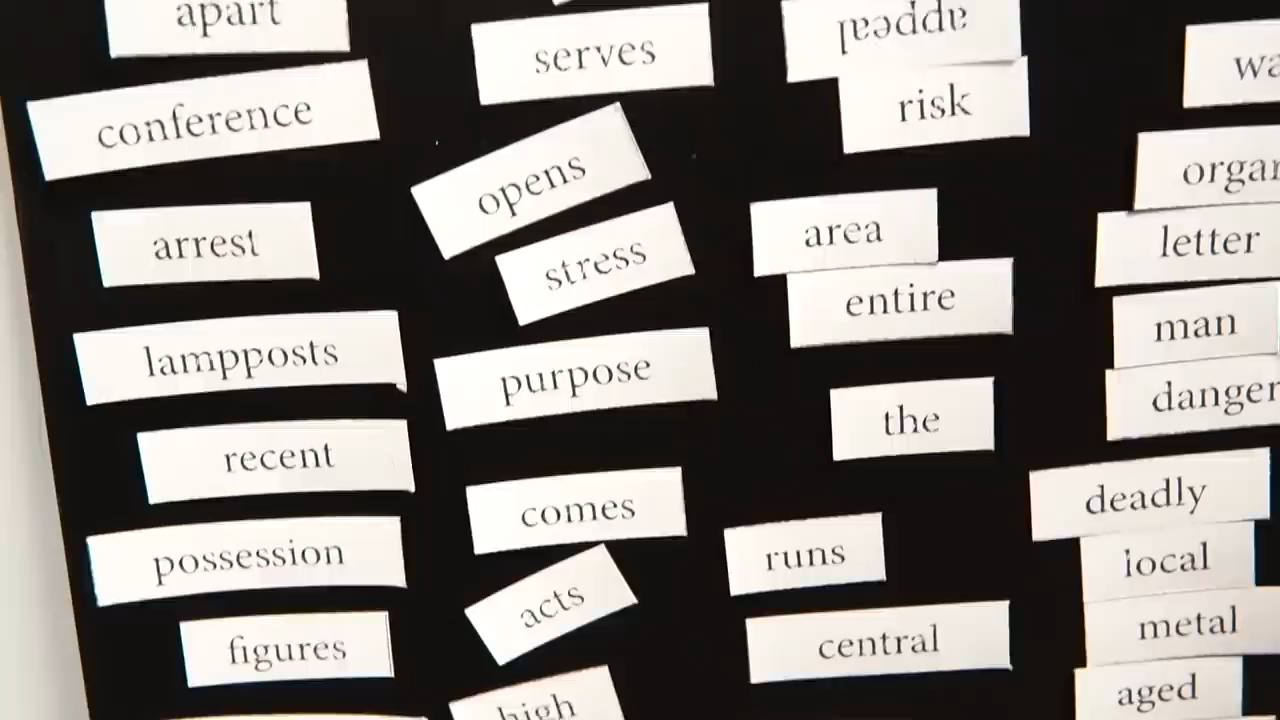 apart
conference
arrest
lampposts
recent
possession
figures
serves
opens
stress
purpose
comes
acts
high
appeal
risk
area
entire
the
runs
central
letter
man
deadly
local
metal
aged